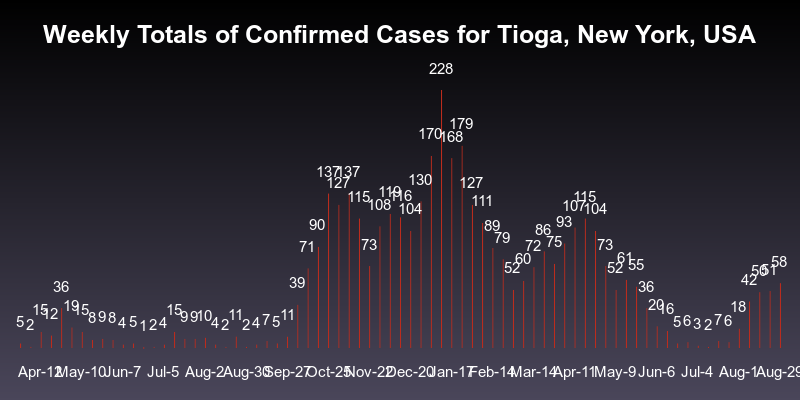 Weekly Totals of Confirmed Cases for Tioga, New York, USA
5 2 15 12 36 19 15 8 9 8 4 5 1 2 4 15 9 9 10 4 2 11 2 4 7 5 11 39 71 90 137 127 137 115 73 108 119 116 104 130 170 228 168 179 127 111 89 79 52 60 72 86 75 93 107 115 104 73 52 61 55 36 20 16 5 6 3 2 7 6 18 42 50 51 58
Apr-12 May-10 Jun-7 Jul-5 Aug-2 Aug-30 Sep-27 Oct-25 Nov-22 Dec-20 Jan-17 Feb-14 Mar-14 Apr-11 May-9 Jun-6 Jul-4 Aug-1 Aug-29